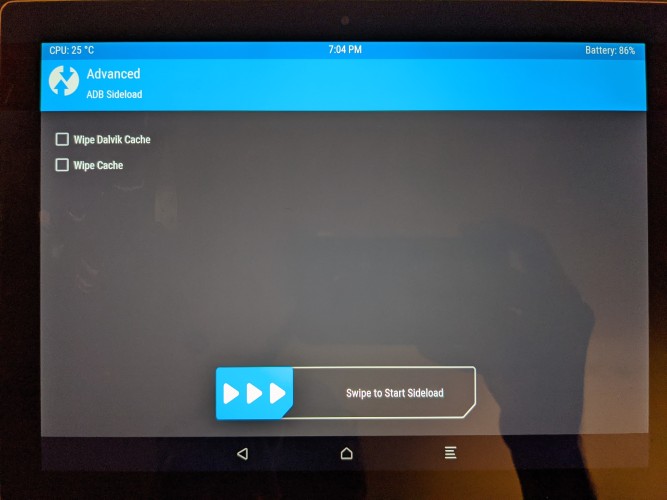 CPU: 25 °C
7:04 PM
Battery: 86%
Advanced
ADB Sideload
Wipe Dalvik Cache
Wipe Cache
Swipe to Start Sideload